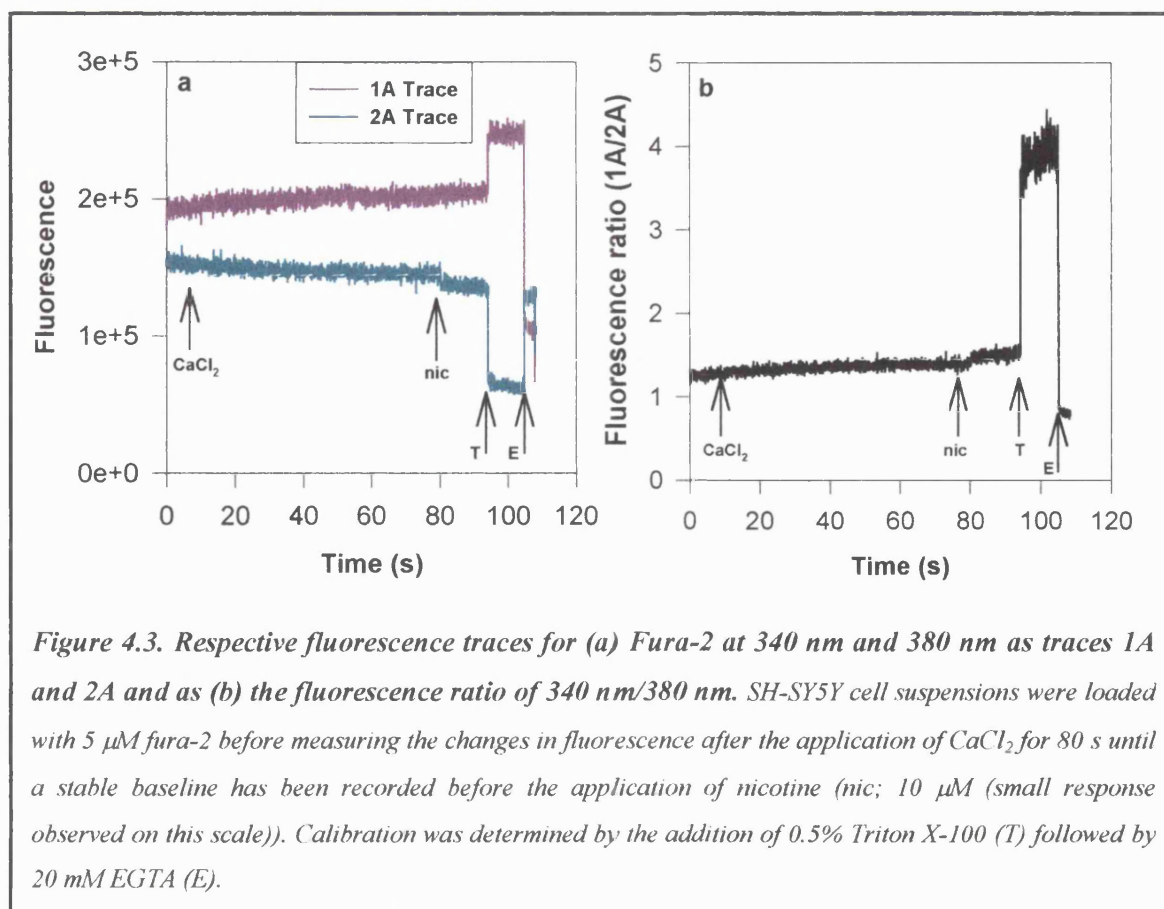 3e+5
2e+5
1e+5
0e+0
Fluorescence
a
1A Trace
2A Trace
CaCl₂
nic
T
E
0 20 40 60 80 100 120
Time (s)
5
4
3
2
1
0
Fluorescence ratio (1A/2A)
b
CaCl₂
nic
T
E
0 20 40 60 80 100 120
Time (s)
Figure 4.3. Respective fluorescence traces for (a) Fura-2 at 340 nm and 380 nm as traces 1A
and 2A and as (b) the fluorescence ratio of 340 nm/380 nm. SH-SY5Y cell suspensions were loaded
with 5 μM fura-2 before measuring the changes in fluorescence after the application of CaCl₂ for 80 s until
a stable baseline has been recorded before the application of nicotine (nic; 10 μM (small response
observed on this scale)). Calibration was determined by the addition of 0.5% Triton X-100 (T) followed by
20 mM EGTA (E).